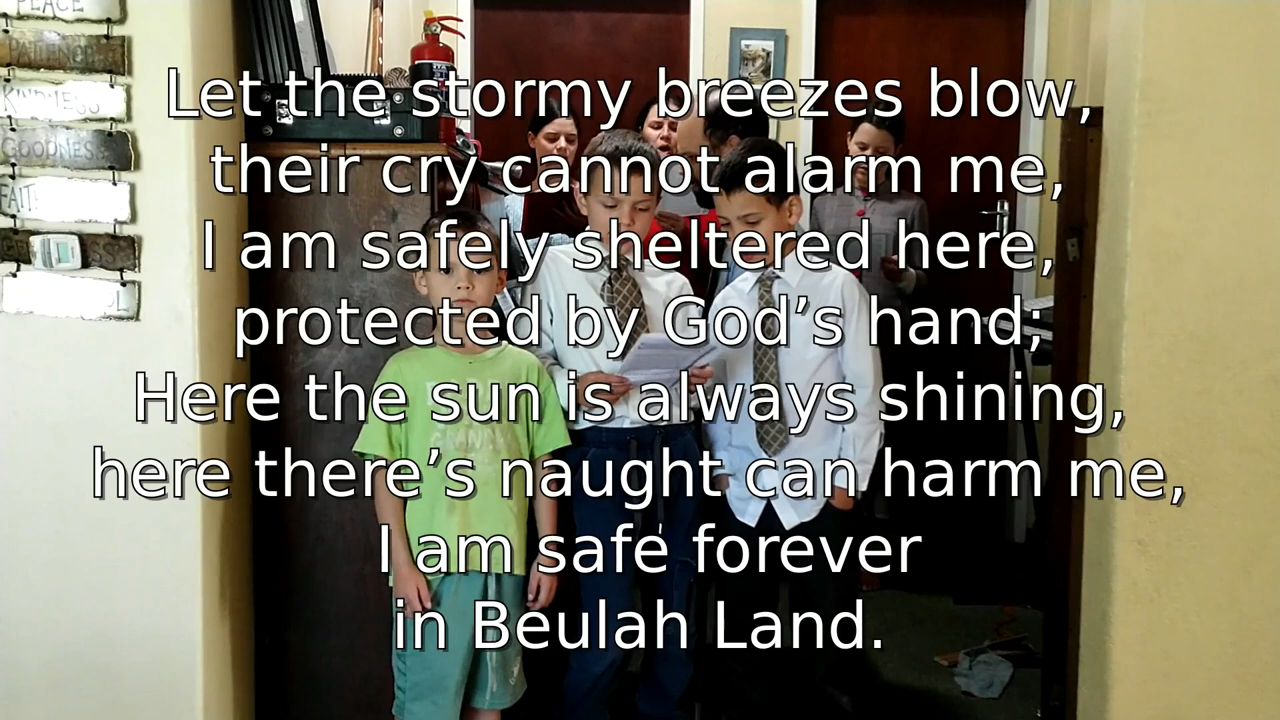 PEACE
PATIENCE
KINDNESS
GOODNESS
Let the stormy breezes blow,
their cry cannot alarm me,
I am safely sheltered here,
protected by God’s hand;
Here the sun is always shining,
here there’s naught can harm me,
I am safe forever
in Beulah Land.